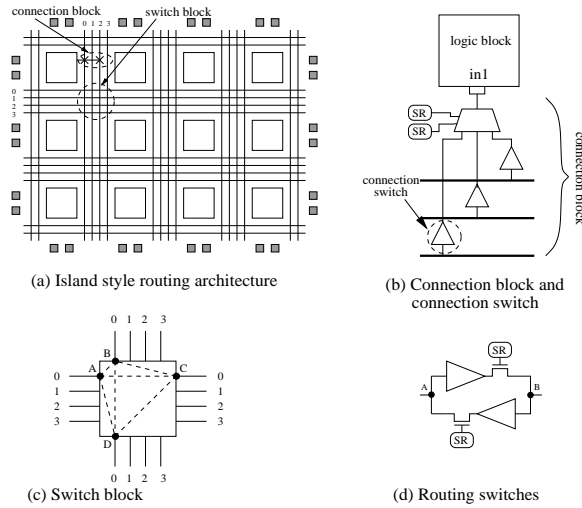 connection
block
0 1 2 3
switch block
0
1
2
3
(a) Island style routing architecture
logic block
in1
SR
SR
connection
switch
connection block
(b) Connection block and
connection switch
0 1 2 3
B
0 A C 0
1 1
2 2
3 3
D
0 1 2 3
(c) Switch block
SR
A B
SR
(d) Routing switches